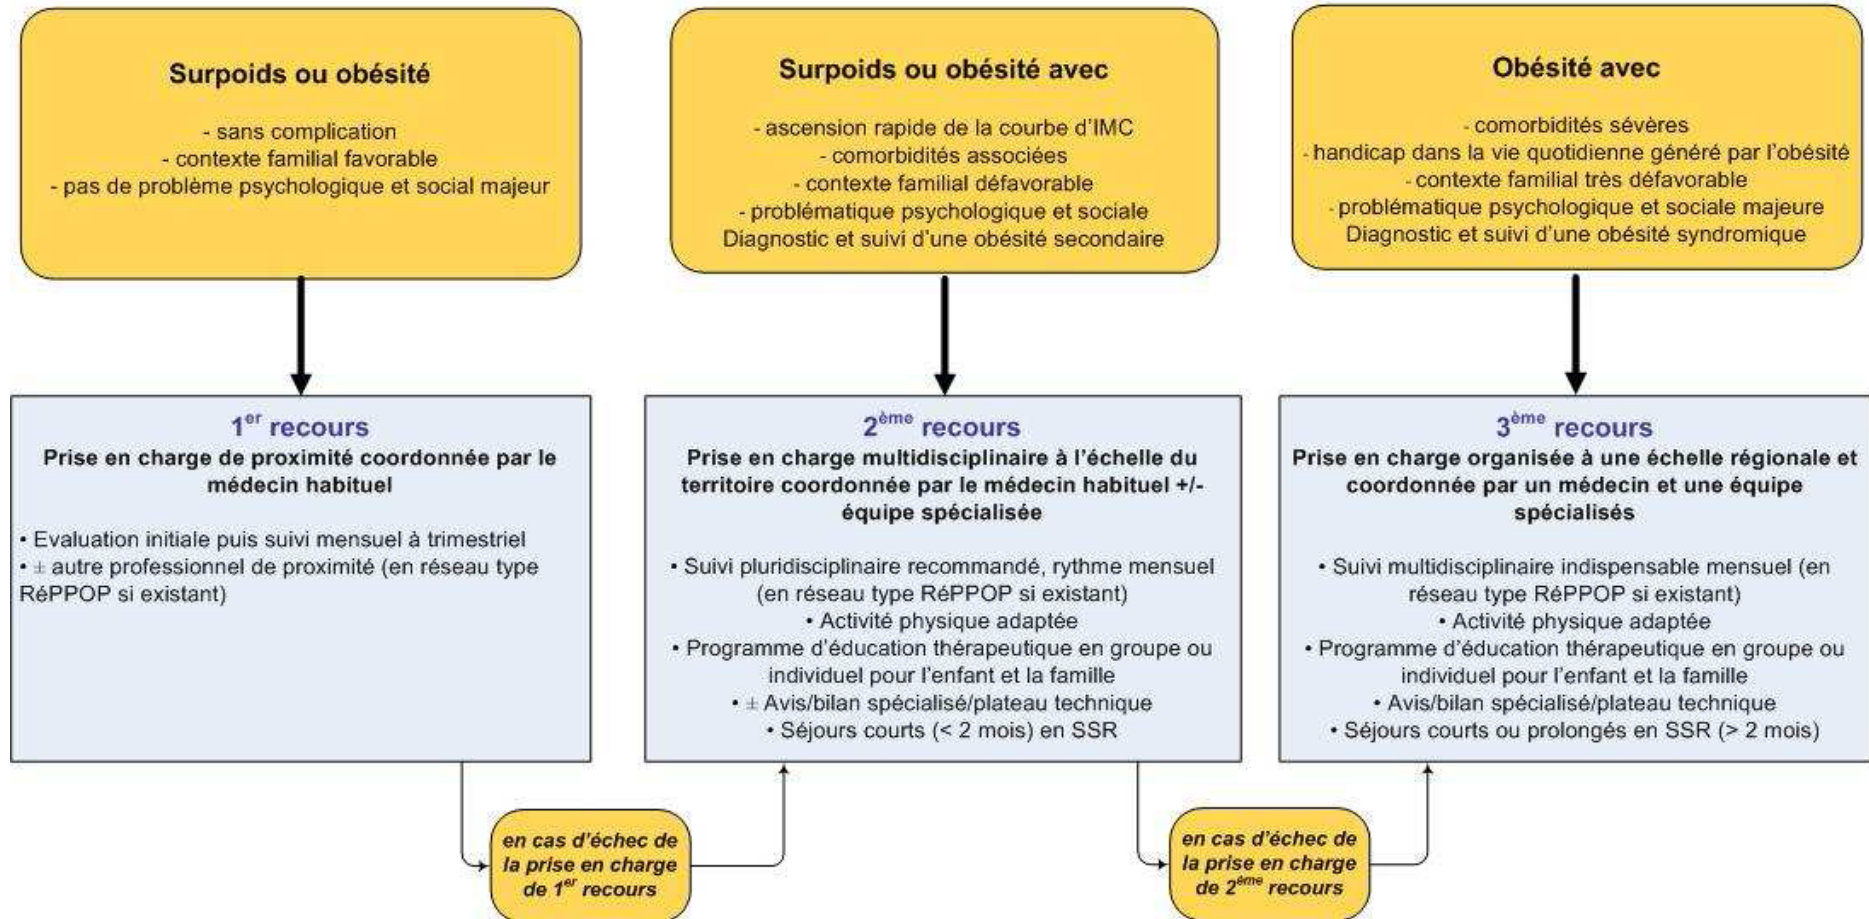 Surpoids ou obésité
- sans complication
- contexte familial favorable
- pas de problème psychologique et social majeur
Surpoids ou obésité avec
- ascension rapide de la courbe d'IMC
- comorbidités associées
- contexte familial défavorable
- problématique psychologique et sociale
Diagnostic et suivi d'une obésité secondaire
Obésité avec
- comorbidités sévères
- handicap dans la vie quotidienne généré par l'obésité
- contexte familial très défavorable
- problématique psychologique et sociale majeure
Diagnostic et suivi d'une obésité syndromique
1er recours
Prise en charge de proximité coordonnée par le
médecin habituel
• Evaluation initiale puis suivi mensuel à trimestriel
• ± autre professionnel de proximité (en réseau type
RéPPOP si existant)
2ème recours
Prise en charge multidisciplinaire à l'échelle du
territoire coordonnée par le médecin habituel +/-
équipe spécialisée
• Suivi pluridisciplinaire recommandé, rythme mensuel
(en réseau type RéPPOP si existant)
• Activité physique adaptée
• Programme d'éducation thérapeutique en groupe ou
individuel pour l'enfant et la famille
• ± Avis/bilan spécialisé/plateau technique
• Séjours courts (< 2 mois) en SSR
3ème recours
Prise en charge organisée à une échelle régionale et
coordonnée par un médecin et une équipe
spécialisés
• Suivi multidisciplinaire indispensable mensuel (en
réseau type RéPPOP si existant)
• Activité physique adaptée
• Programme d'éducation thérapeutique en groupe ou
individuel pour l'enfant et la famille
• Avis/bilan spécialisé/plateau technique
• Séjours courts ou prolongés en SSR (> 2 mois)
en cas d'échec de
la prise en charge
de 1er recours
en cas d'échec de
la prise en charge
de 2ème recours